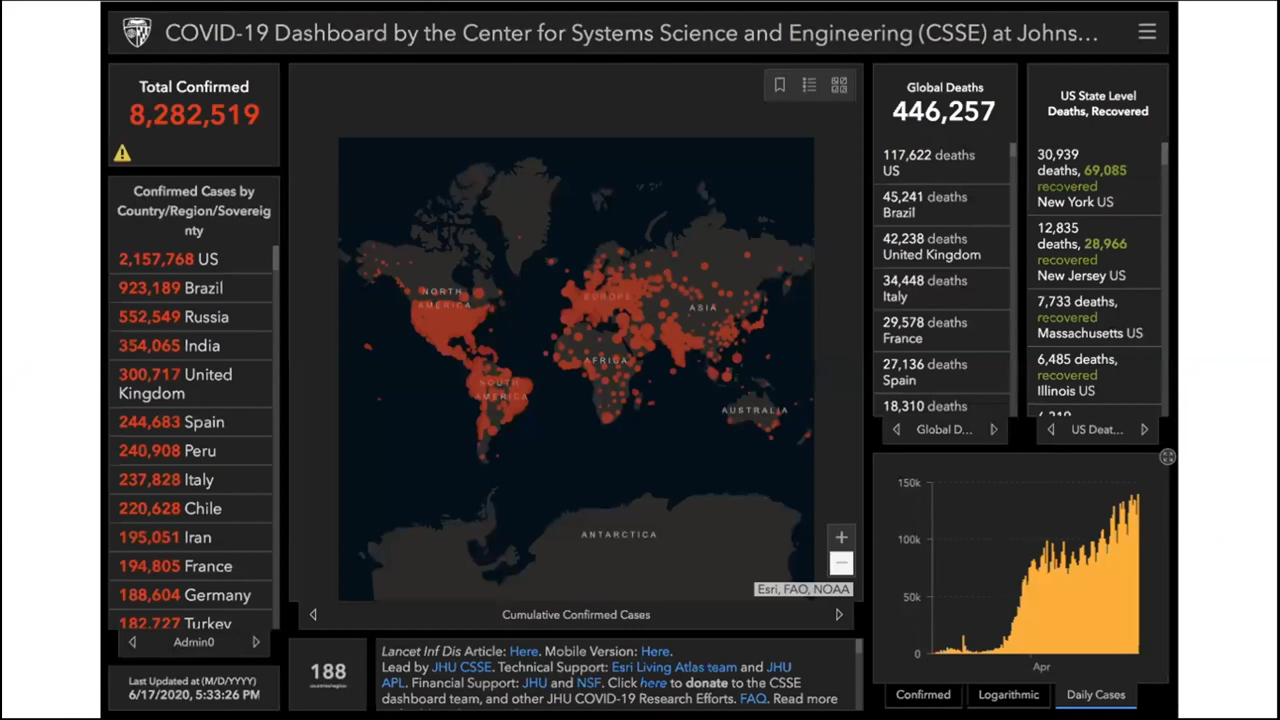 COVID-19 Dashboard by the Center for Systems Science and Engineering (CSSE) at Johns...
Total Confirmed
8,282,519
Confirmed Cases by
Country/Region/Sovereig
nty
2,157,768 US
923,189 Brazil
552,549 Russia
354,065 India
300,717 United
Kingdom
244,683 Spain
240,908 Peru
237,828 Italy
220,628 Chile
195,051 Iran
194,805 France
188,604 Germany
182,727 Turkey
Admin0
Last Updated at (M/D/YYYY)
6/17/2020, 5:33:26 PM
NORTH
AMERICA
SOUTH
AMERICA
EUROPE
AFRICA
ASIA
AUSTRALIA
ANTARCTICA
+
−
Esri, FAO, NOAA
Cumulative Confirmed Cases
188
countries/regions
Lancet Inf Dis Article: Here. Mobile Version: Here.
Lead by JHU CSSE. Technical Support: Esri Living Atlas team and JHU
APL. Financial Support: JHU and NSF. Click here to donate to the CSSE
dashboard team, and other JHU COVID-19 Research Efforts. FAQ. Read more
Global Deaths
446,257
117,622 deaths
US
45,241 deaths
Brazil
42,238 deaths
United Kingdom
34,448 deaths
Italy
29,578 deaths
France
27,136 deaths
Spain
18,310 deaths
Global D...
US State Level
Deaths, Recovered
30,939
deaths, 69,085
recovered
New York US
12,835
deaths, 28,966
recovered
New Jersey US
7,733 deaths,
recovered
Massachusetts US
6,485 deaths,
recovered
Illinois US
US Deat...
150k
100k
50k
0
Apr
Confirmed
Logarithmic
Daily Cases